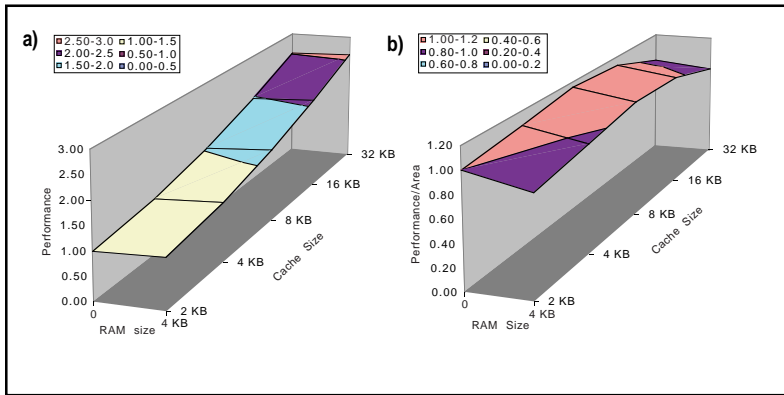 a)
2.50-3.0 1.00-1.5
2.00-2.5 0.50-1.0
1.50-2.0 0.00-0.5
3.00
2.50
2.00
1.50
1.00
0.50
0.00
Performance
0
4 KB
RAM size
2 KB
4 KB
8 KB
16 KB
32 KB
Cache Size
b)
1.00-1.2 0.40-0.6
0.80-1.0 0.20-0.4
0.60-0.8 0.00-0.2
1.20
1.00
0.80
0.60
0.40
0.20
0.00
Performance/Area
0
4 KB
RAM Size
2 KB
4 KB
8 KB
16 KB
32 KB
Cache Size